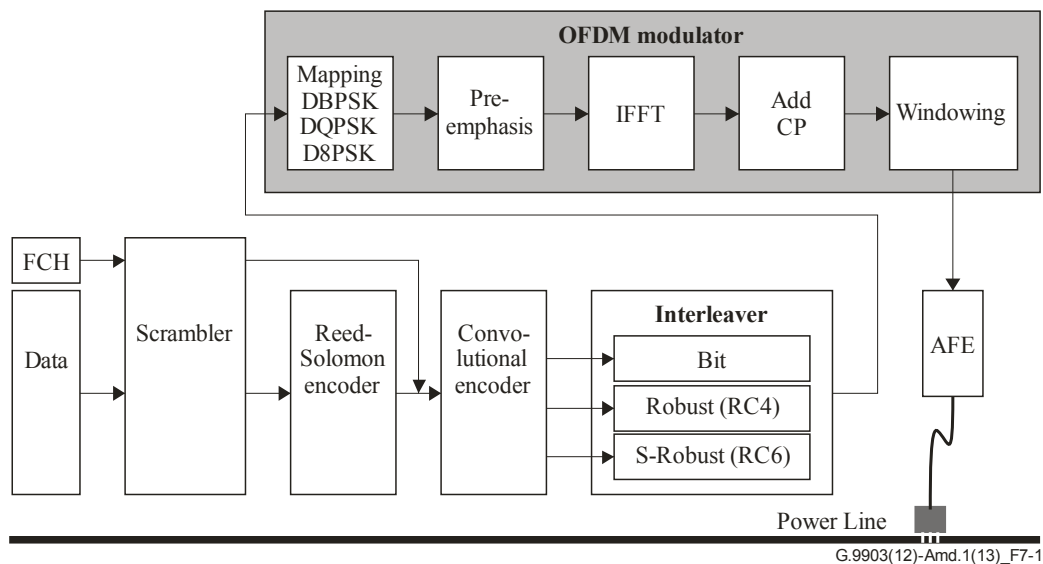 OFDM modulator
Mapping
DBPSK
DQPSK
D8PSK
Pre-
emphasis
IFFT
Add
CP
Windowing
FCH
Data
Scrambler
Reed-
Solomon
encoder
Convo-
lutional
encoder
Interleaver
Bit
Robust (RC4)
S-Robust (RC6)
AFE
Power Line
G.9903(12)-Amd.1(13)_F7-1